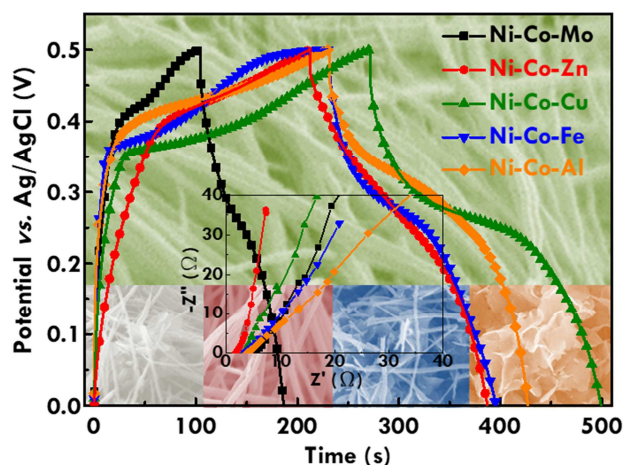 Potential vs. Ag/AgCl (V)
0.5
0.4
0.3
0.2
0.1
0.0
Ni-Co-Mo
Ni-Co-Zn
Ni-Co-Cu
Ni-Co-Fe
Ni-Co-Al
-Z'' (Ω)
40
30
20
10
0
0 10 20 30 40
Z' (Ω)
0 100 200 300 400 500
Time (s)